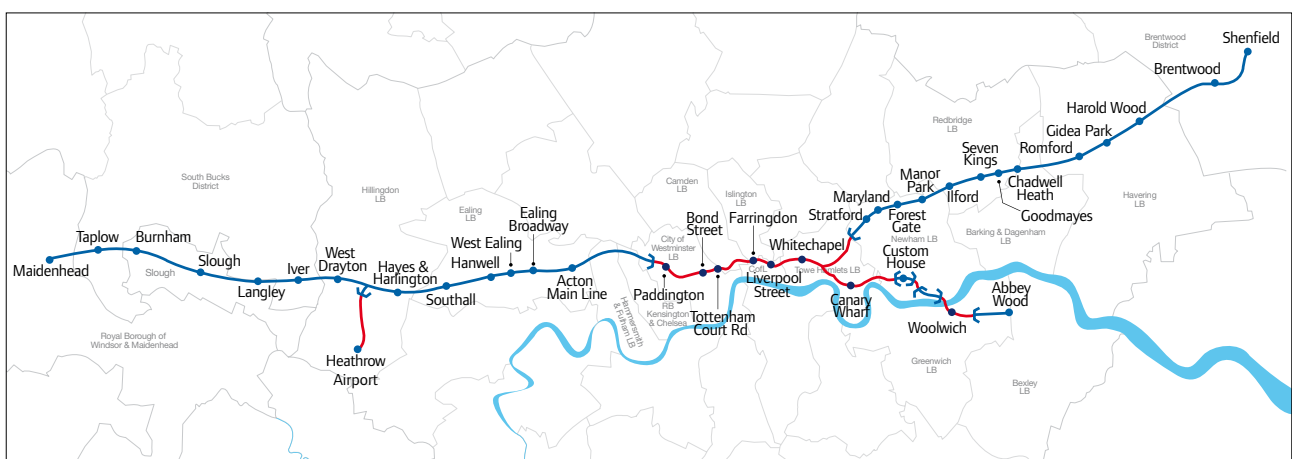 Shenfield
Brentwood
District
Brentwood
Harold Wood
Gidea Park
Romford
Redbridge
LB
Seven
Kings
Chadwell
Heath
Goodmayes
Ilford
Manor
Park
Forest
Gate
Maryland
Stratford
Havering
LB
Barking & Dagenham
LB
Newham LB
Custom
House
Abbey
Wood
Woolwich
Canary
Wharf
Greenwich
LB
Bexley
LB
Whitechapel
Towe Hamlets LB
Liverpool
Street
CofL
Farringdon
Islington
LB
Camden
LB
Bond
Street
Tottenham
Court Rd
City of
Westminster
LB
Paddington
RB
Kensington
& Chelsea
Hammersmith
& Fulham LB
Acton
Main Line
Ealing
Broadway
West Ealing
Hanwell
Ealing
LB
Southall
Hayes &
Harlington
Hillingdon
LB
West
Drayton
Heathrow
Airport
Iver
Langley
Slough
Slough
South Bucks
District
Burnham
Taplow
Maidenhead
Royal Borough of
Windsor & Maidenhead